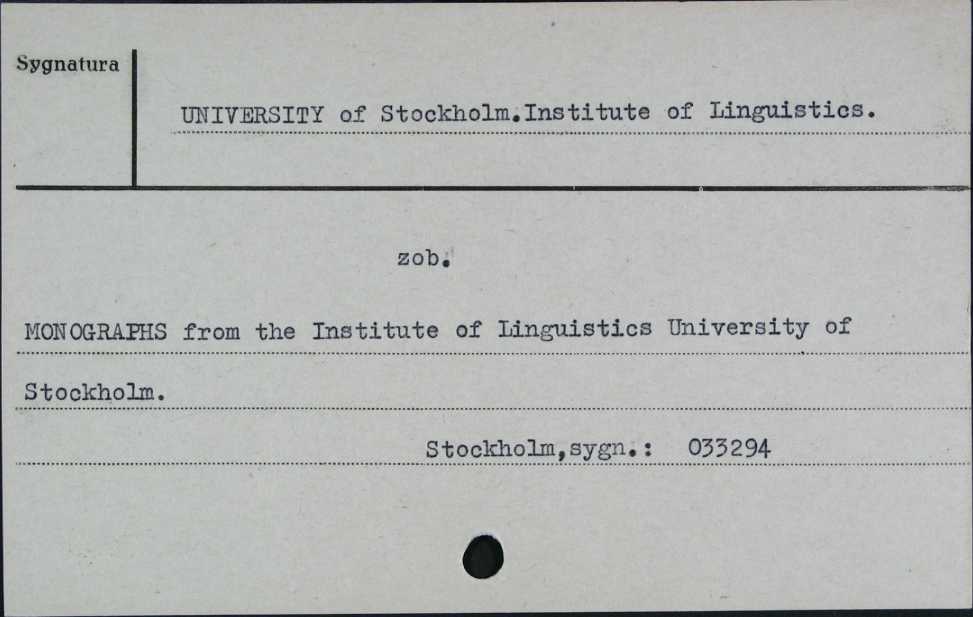 Sygnatura
UNIVERSITY of Stockholm.Institute of Linguistics.
zob.
MONOGRAPHS from the Institute of Linguistics University of
Stockholm.
Stockholm,sygn.: 033294